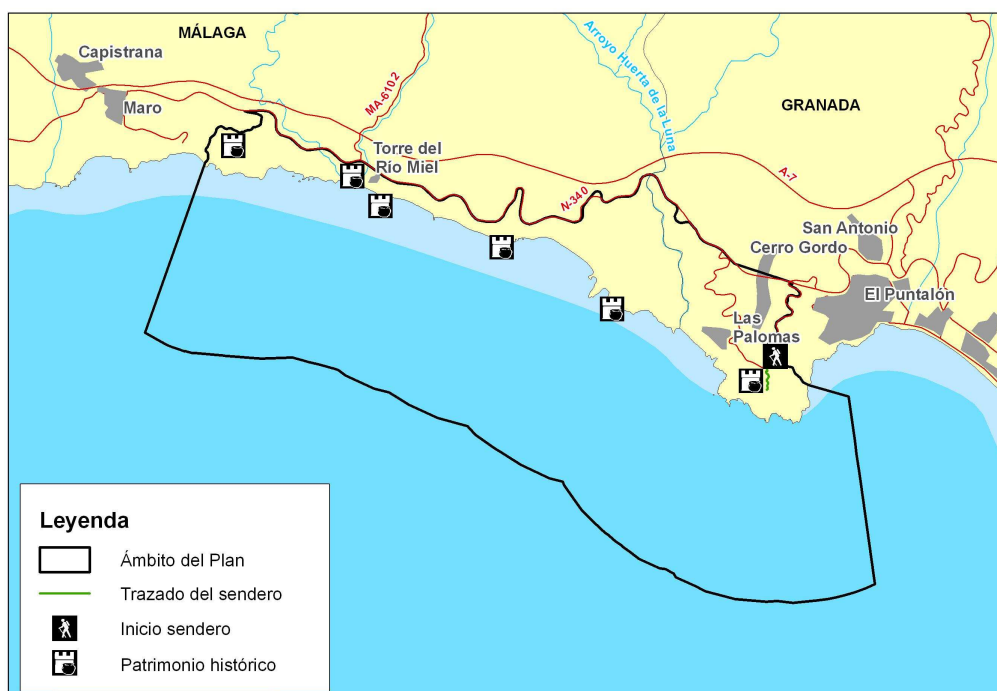 MÁLAGA
Capistrana
Maro
MA-6102
Arroyo Huerta de la Luna
GRANADA
Torre del
Río Miel
A-7
N-340
San Antonio
Cerro Gordo
El Puntalón
Las
Palomas
Leyenda
Ámbito del Plan
Trazado del sendero
Inicio sendero
Patrimonio histórico